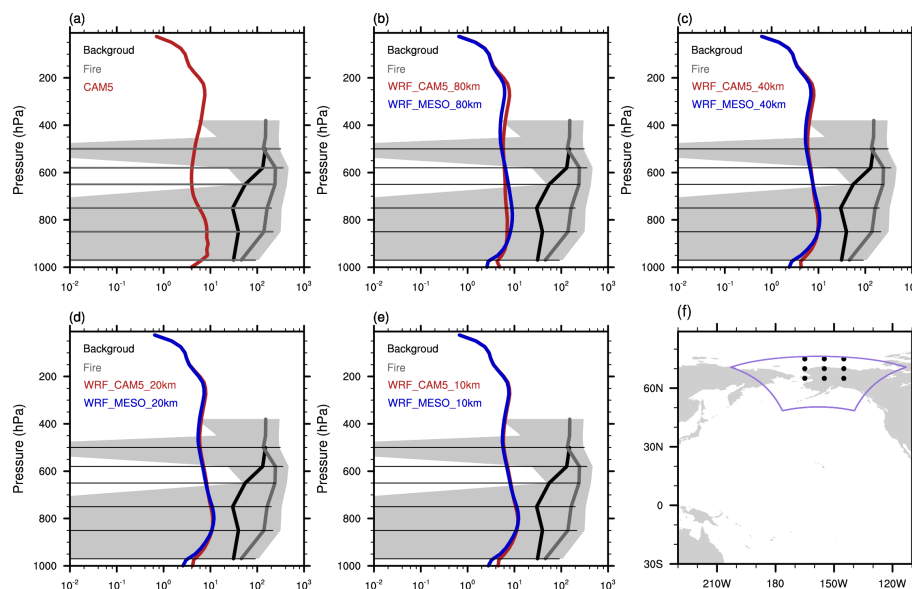 (a)
Pressure (hPa)
200
400
600
800
1000
Backgroud
Fire
CAM5
10-2
10-1
100
101
102
103
(b)
Pressure (hPa)
200
400
600
800
1000
Backgroud
Fire
WRF_CAM5_80km
WRF_MESO_80km
10-2
10-1
100
101
102
103
(c)
Pressure (hPa)
200
400
600
800
1000
Backgroud
Fire
WRF_CAM5_40km
WRF_MESO_40km
10-2
10-1
100
101
102
(d)
Pressure (hPa)
200
400
600
800
1000
Backgroud
Fire
WRF_CAM5_20km
WRF_MESO_20km
10-2
10-1
100
101
102
103
(e)
Pressure (hPa)
200
400
600
800
1000
Backgroud
Fire
WRF_CAM5_10km
WRF_MESO_10km
10-2
10-1
100
101
102
103
(f)
60N
30N
0
30S
210W
180
150W
120W